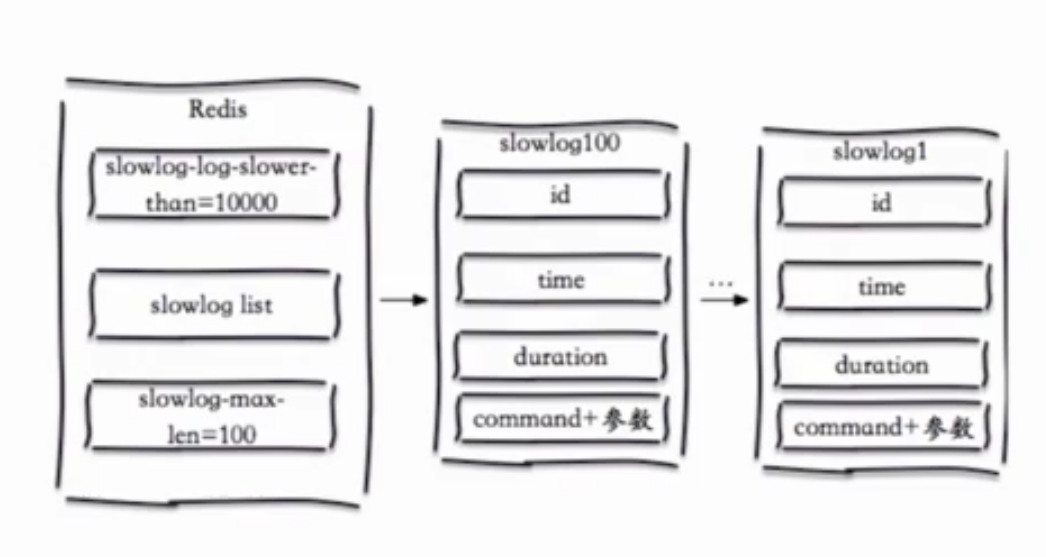 Redis
slowlog-log-slower-
than=10000
slowlog list
slowlog-max-
len=100
slowlog100
id
time
duration
command+参数
...
slowlog1
id
time
duration
command+参数